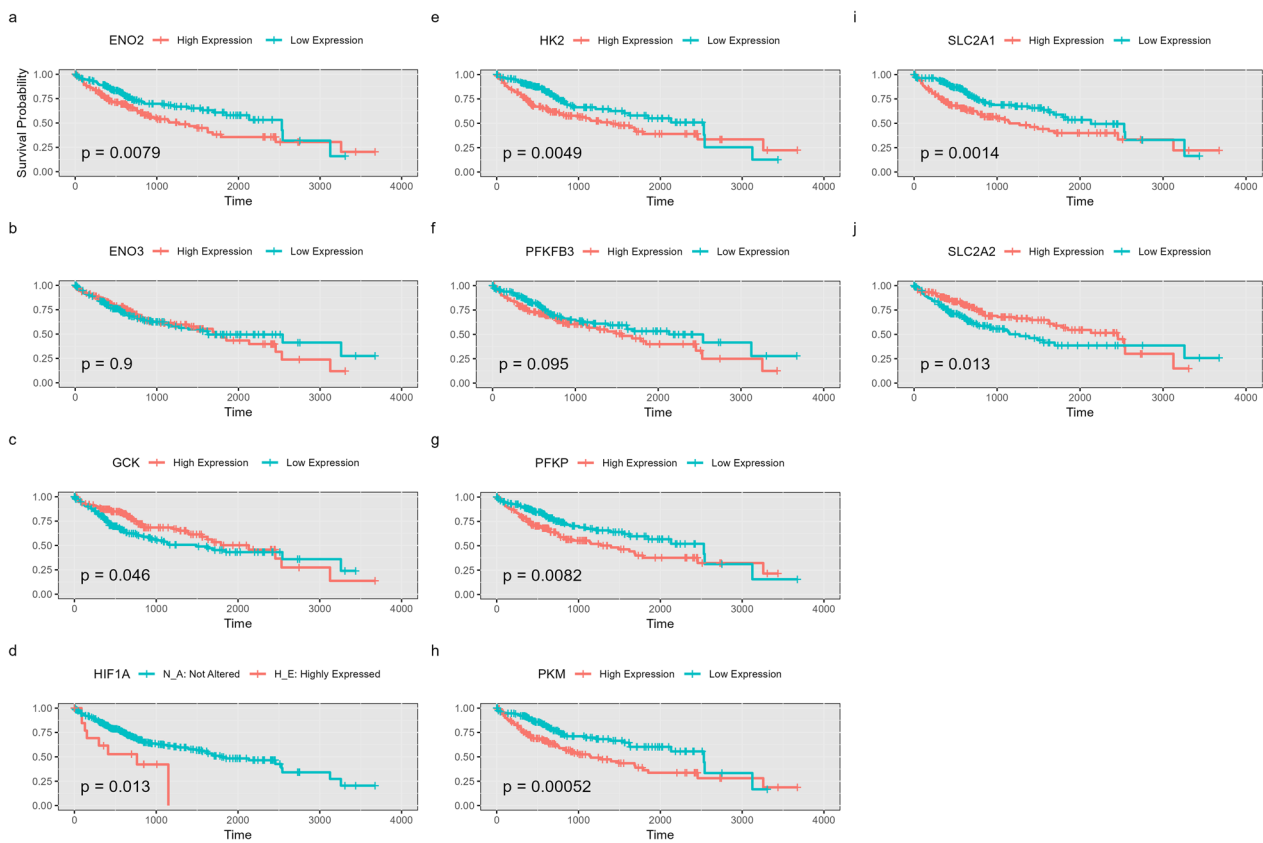 a
ENO2 High Expression Low Expression
Survival Probability
1.00
0.75
0.50
0.25
0.00
p = 0.0079
0 1000 2000 3000 4000
Time
b
ENO3 High Expression Low Expression
1.00
0.75
0.50
0.25
0.00
p = 0.9
0 1000 2000 3000 4000
Time
c
GCK High Expression Low Expression
1.00
0.75
0.50
0.25
0.00
p = 0.046
0 1000 2000 3000 4000
Time
d
HIF1A N_A: Not Altered H_E: Highly Expressed
1.00
0.75
0.50
0.25
0.00
p = 0.013
0 1000 2000 3000 4000
Time
e
HK2 High Expression Low Expression
1.00
0.75
0.50
0.25
0.00
p = 0.0049
0 1000 2000 3000 4000
Time
f
PFKFB3 High Expression Low Expression
1.00
0.75
0.50
0.25
0.00
p = 0.095
0 1000 2000 3000 4000
Time
g
PFKP High Expression Low Expression
1.00
0.75
0.50
0.25
0.00
p = 0.0082
0 1000 2000 3000 4000
Time
h
PKM High Expression Low Expression
1.00
0.75
0.50
0.25
0.00
p = 0.00052
0 1000 2000 3000 4000
Time
i
SLC2A1 High Expression Low Expression
1.00
0.75
0.50
0.25
0.00
p = 0.0014
0 1000 2000 3000 4000
Time
j
SLC2A2 High Expression Low Expression
1.00
0.75
0.50
0.25
0.00
p = 0.013
0 1000 2000 3000 4000
Time